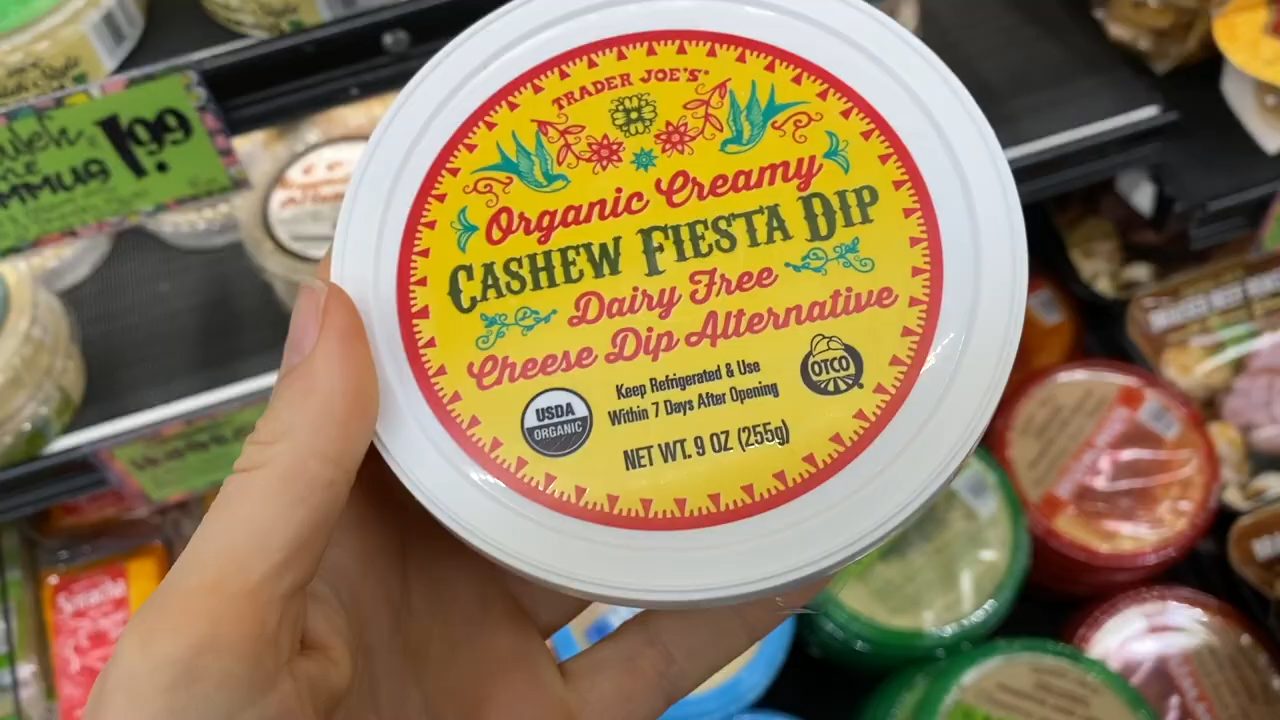 TRADER JOE'S
Organic Creamy
CASHEW FIESTA DIP
Dairy Free
Cheese Dip Alternative
Keep Refrigerated & Use
Within 7 Days After Opening
USDA
ORGANIC
OTCO
NET WT. 9 OZ (255g)
1.99